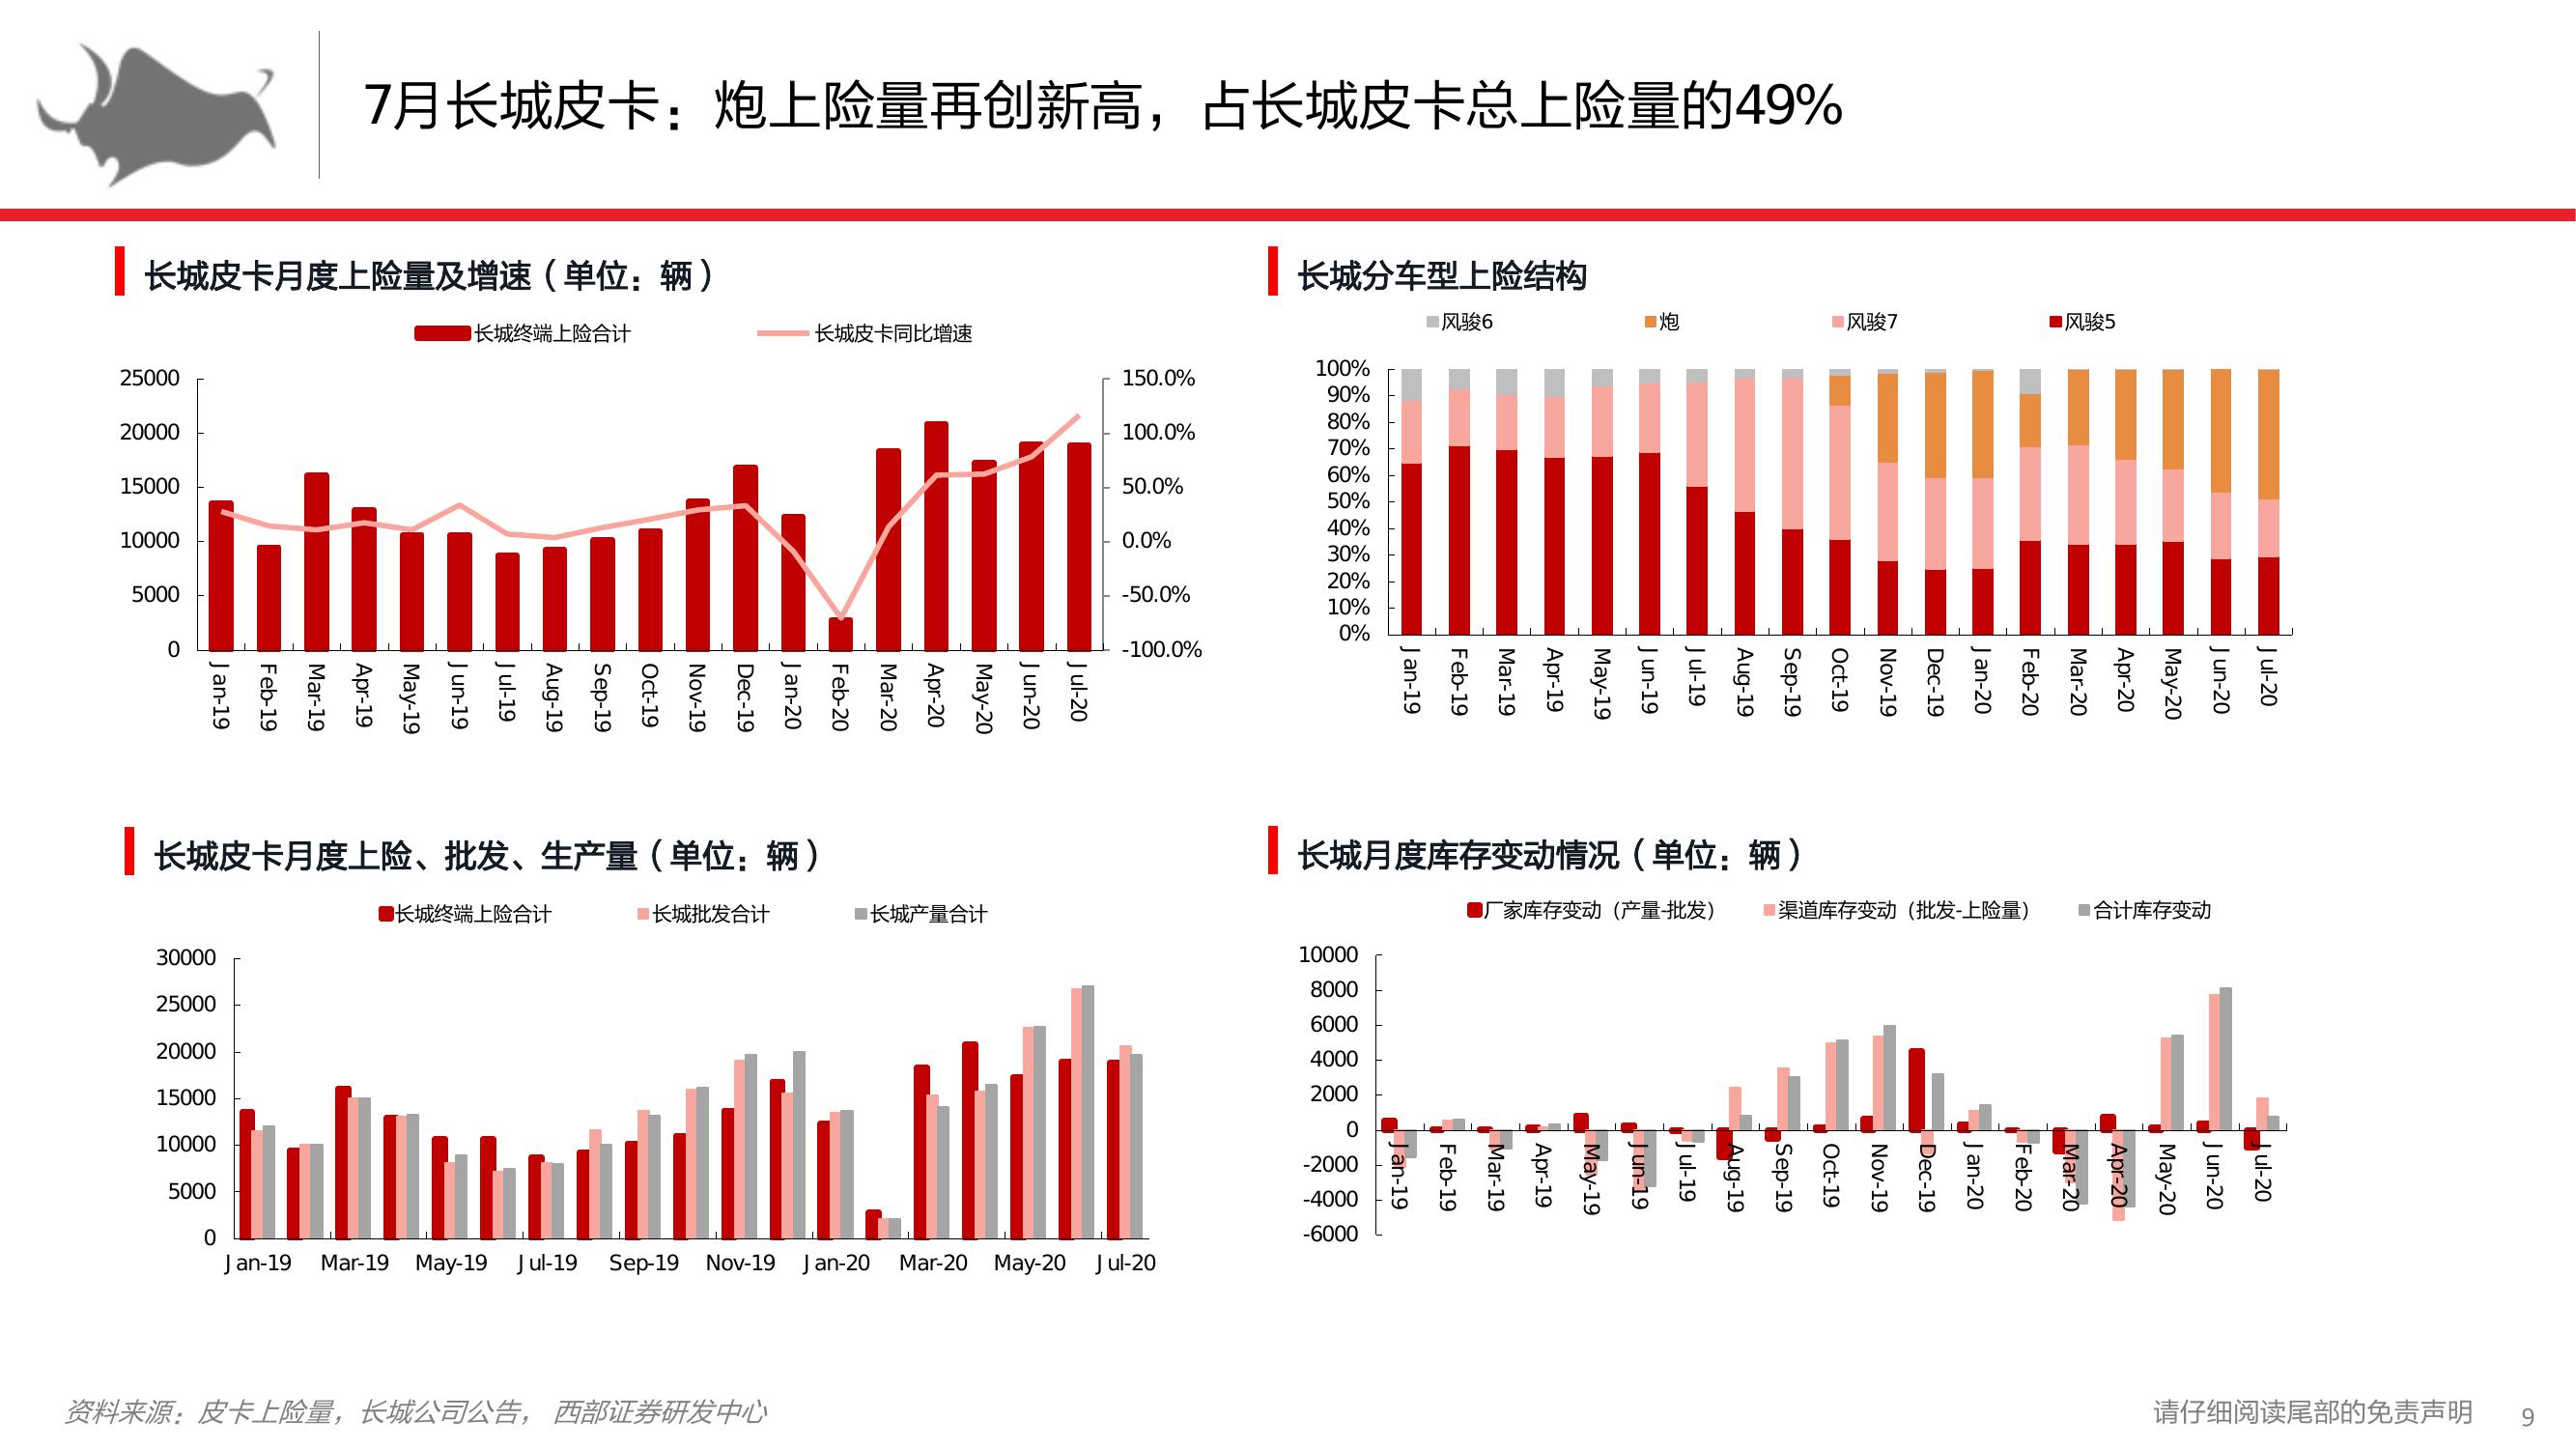 7月长城皮卡：炮上险量再创新高，占长城皮卡总上险量的49%
长城皮卡月度上险量及增速（单位：辆）
长城终端上险合计 长城皮卡同比增速
25000 150.0%
20000 100.0%
15000 50.0%
10000 0.0%
5000 -50.0%
0 -100.0%
Jan-19 Feb-19 Mar-19 Apr-19 May-19 Jun-19 Jul-19 Aug-19 Sep-19 Oct-19 Nov-19 Dec-19 Jan-20 Feb-20 Mar-20 Apr-20 May-20 Jun-20 Jul-20
长城分车型上险结构
风骏6 炮 风骏7 风骏5
100%
90%
80%
70%
60%
50%
40%
30%
20%
10%
0%
Jan-19 Feb-19 Mar-19 Apr-19 May-19 Jun-19 Jul-19 Aug-19 Sep-19 Oct-19 Nov-19 Dec-19 Jan-20 Feb-20 Mar-20 Apr-20 May-20 Jun-20 Jul-20
长城皮卡月度上险、批发、生产量（单位：辆）
长城终端上险合计 长城批发合计 长城产量合计
30000
25000
20000
15000
10000
5000
0
Jan-19 Mar-19 May-19 Jul-19 Sep-19 Nov-19 Jan-20 Mar-20 May-20 Jul-20
长城月度库存变动情况（单位：辆）
厂家库存变动（产量-批发） 渠道库存变动（批发-上险量） 合计库存变动
10000
8000
6000
4000
2000
0
-2000
-4000
-6000
Jan-19 Feb-19 Mar-19 Apr-19 May-19 Jun-19 Jul-19 Aug-19 Sep-19 Oct-19 Nov-19 Dec-19 Jan-20 Feb-20 Mar-20 Apr-20 May-20 Jun-20 Jul-20
资料来源：皮卡上险量，长城公司公告， 西部证券研发中心
请仔细阅读尾部的免责声明 9